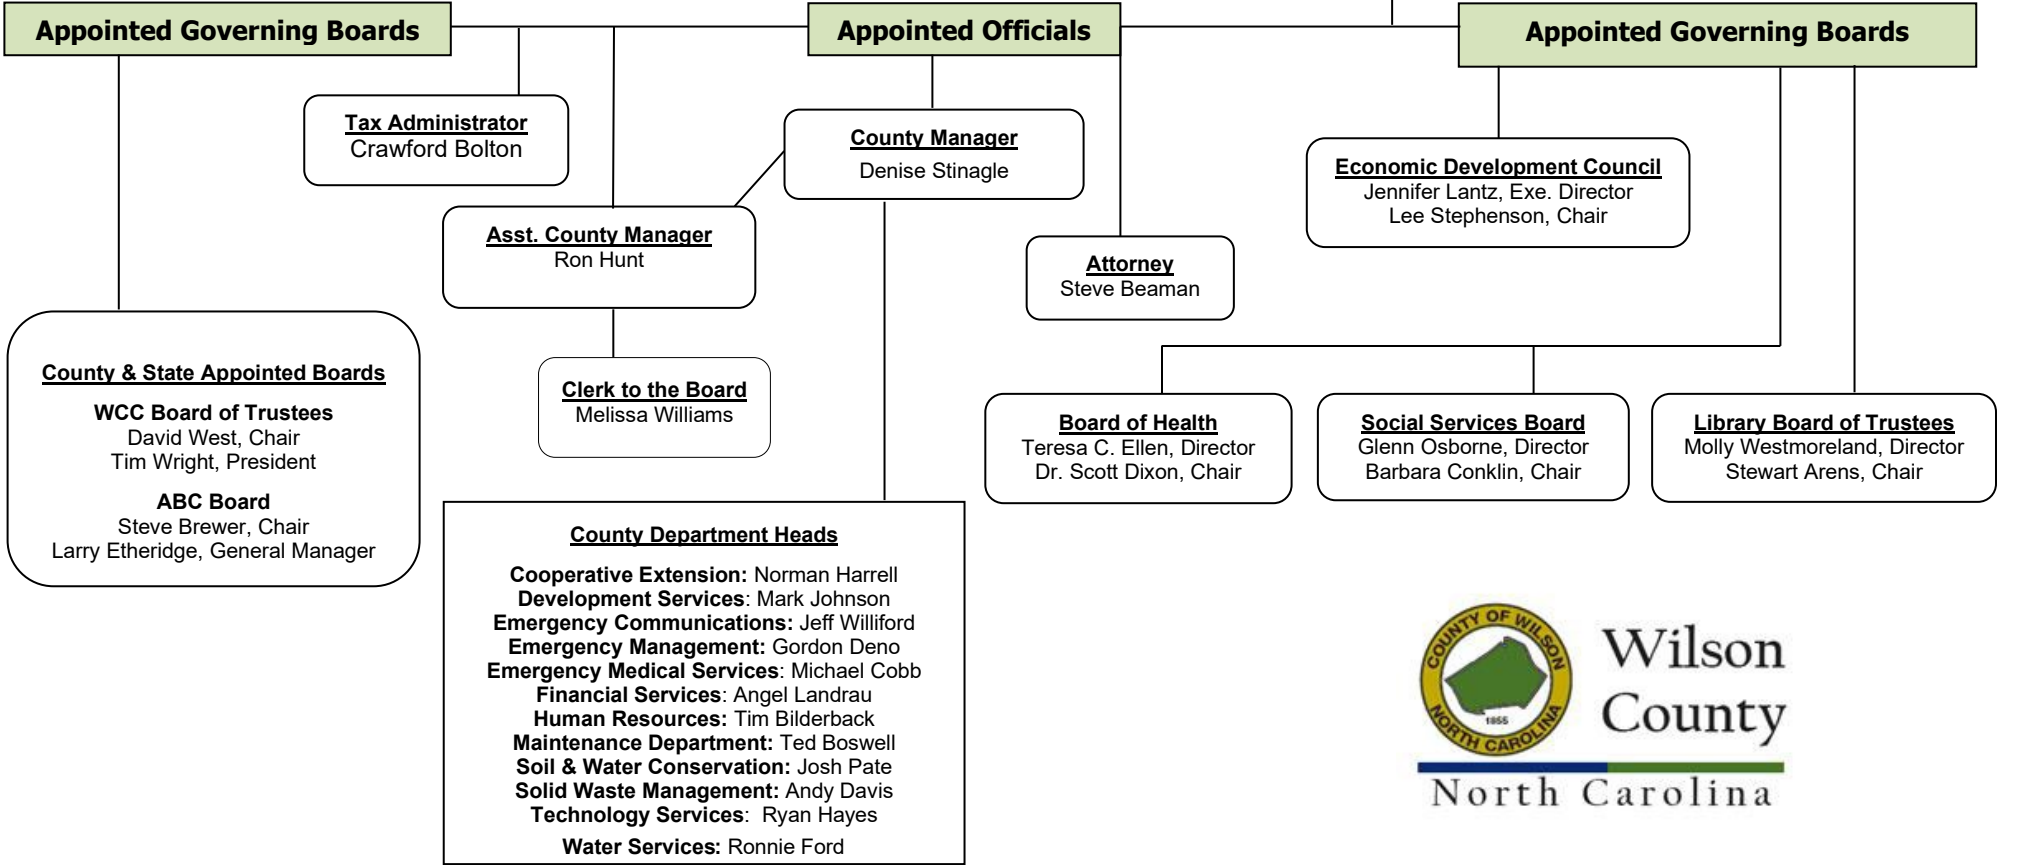 Appointed Governing Boards
Appointed Officials
Appointed Governing Boards
Tax Administrator
Crawford Bolton
County Manager
Denise Stinagle
Economic Development Council
Jennifer Lantz, Exe. Director
Lee Stephenson, Chair
Asst. County Manager
Ron Hunt
Attorney
Steve Beaman
County & State Appointed Boards
WCC Board of Trustees
David West, Chair
Tim Wright, President
ABC Board
Steve Brewer, Chair
Larry Etheridge, General Manager
Clerk to the Board
Melissa Williams
Board of Health
Teresa C. Ellen, Director
Dr. Scott Dixon, Chair
Social Services Board
Glenn Osborne, Director
Barbara Conklin, Chair
Library Board of Trustees
Molly Westmoreland, Director
Stewart Arens, Chair
County Department Heads
Cooperative Extension: Norman Harrell
Development Services: Mark Johnson
Emergency Communications: Jeff Williford
Emergency Management: Gordon Deno
Emergency Medical Services: Michael Cobb
Financial Services: Angel Landrau
Human Resources: Tim Bilderback
Maintenance Department: Ted Boswell
Soil & Water Conservation: Josh Pate
Solid Waste Management: Andy Davis
Technology Services:  Ryan Hayes
Water Services: Ronnie Ford
COUNTY OF WILSON
1855
NORTH CAROLINA
Wilson
County
North Carolina